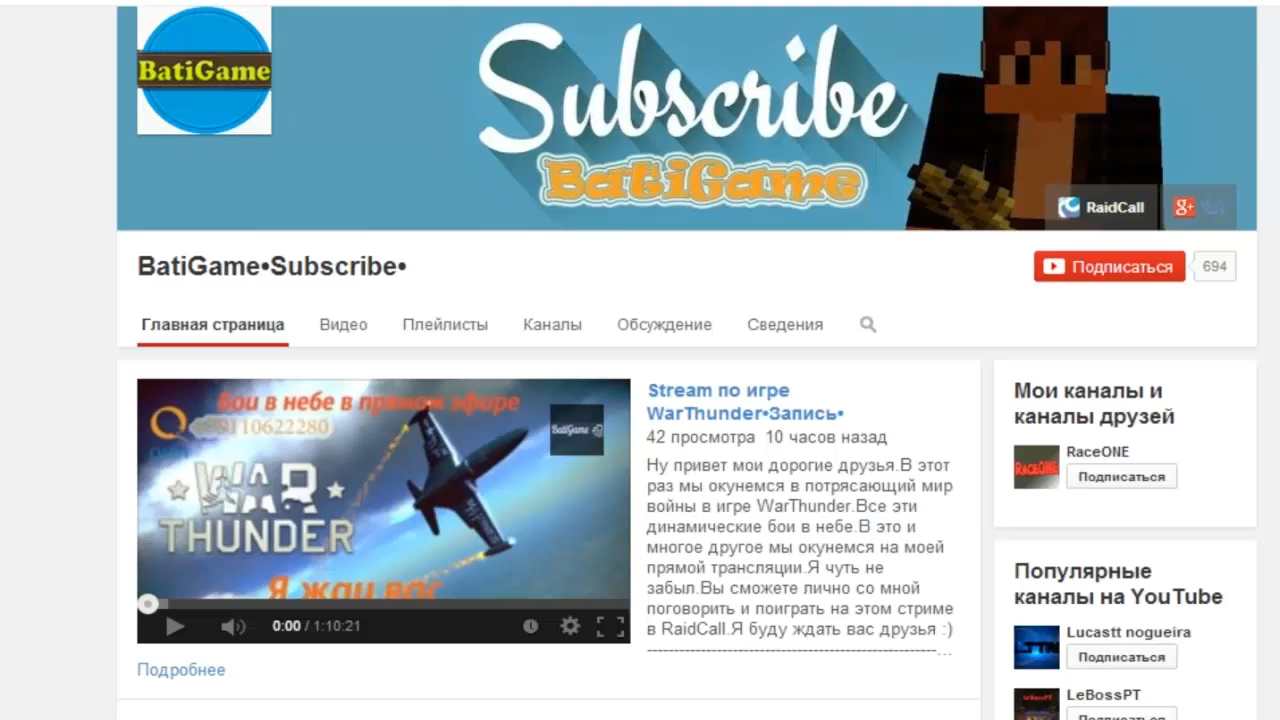 BatiGame
Subscribe
BatiGame
RaidCall
BatiGame•Subscribe•
Подписаться
694
Главная страница
Видео
Плейлисты
Каналы
Обсуждение
Сведения
Бои в небе в прямом эфире
BatiGame
WAR
THUNDER
Я жду вас
0:00 / 1:10:21
Stream по игре
WarThunder•Запись•
42 просмотра 10 часов назад
Ну привет мои дорогие друзья.В этот
раз мы окунемся в потрясающий мир
войны в игре WarThunder.Все эти
динамические бои в небе.В это и
многое другое мы окунемся на моей
прямой трансляции.Я чуть не
забыл.Вы сможете лично со мной
поговорить и поиграть на этом стриме
в RaidCall.Я буду ждать вас друзья :)
--------------------------------------------------...
Подробнее
Мои каналы и
каналы друзей
RaceONE
RaceONE
Подписаться
Популярные
каналы на YouTube
Lucastt nogueira
Подписаться
LeBossPT
LeBossPT
Подписаться